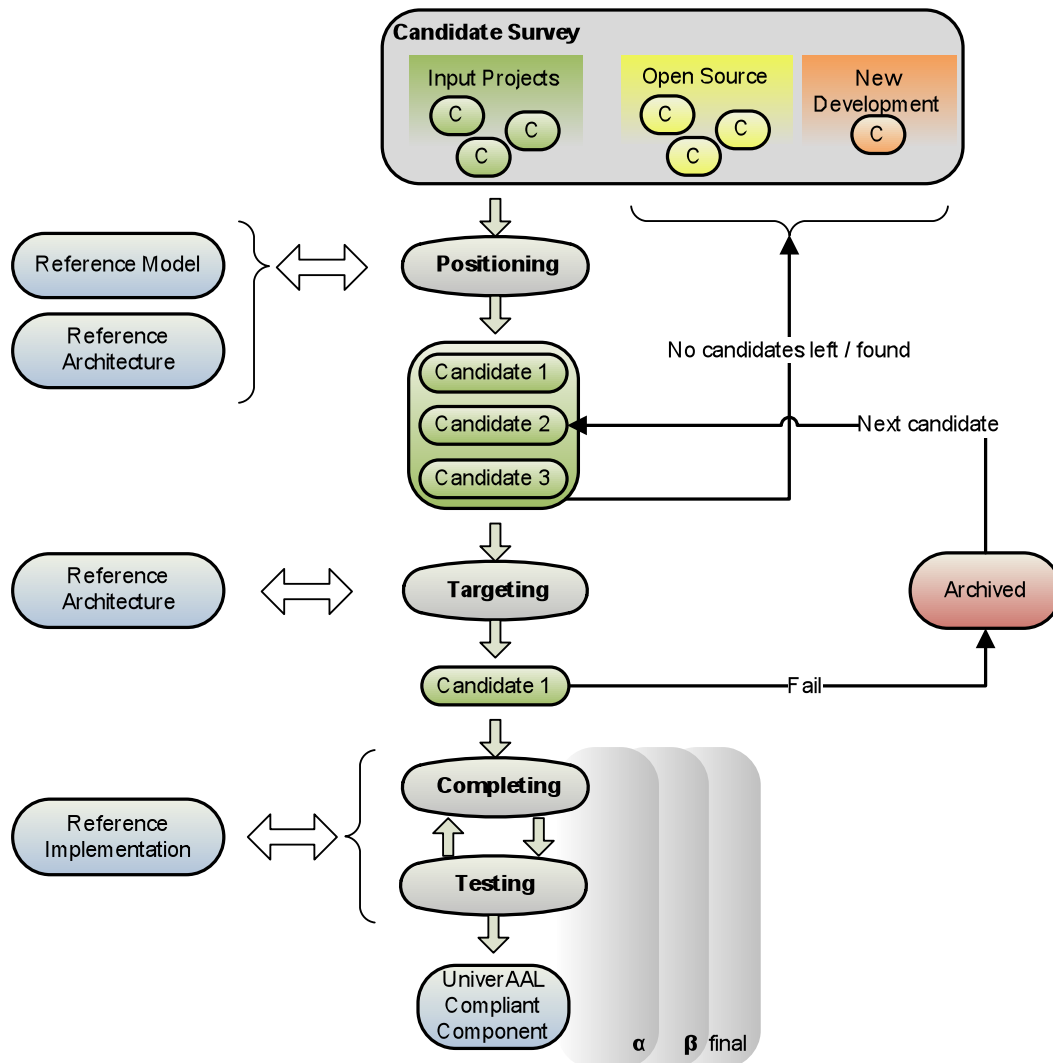 Candidate Survey
Input Projects
C
C
C
Open Source
C
C
C
New
Development
C
Reference Model
Positioning
Reference
Architecture
No candidates left / found
Candidate 1
Candidate 2
Next candidate
Candidate 3
Reference
Architecture
Targeting
Archived
Candidate 1
Fail
Completing
Reference
Implementation
Testing
UniverAAL
Compliant
Component
α
β
final